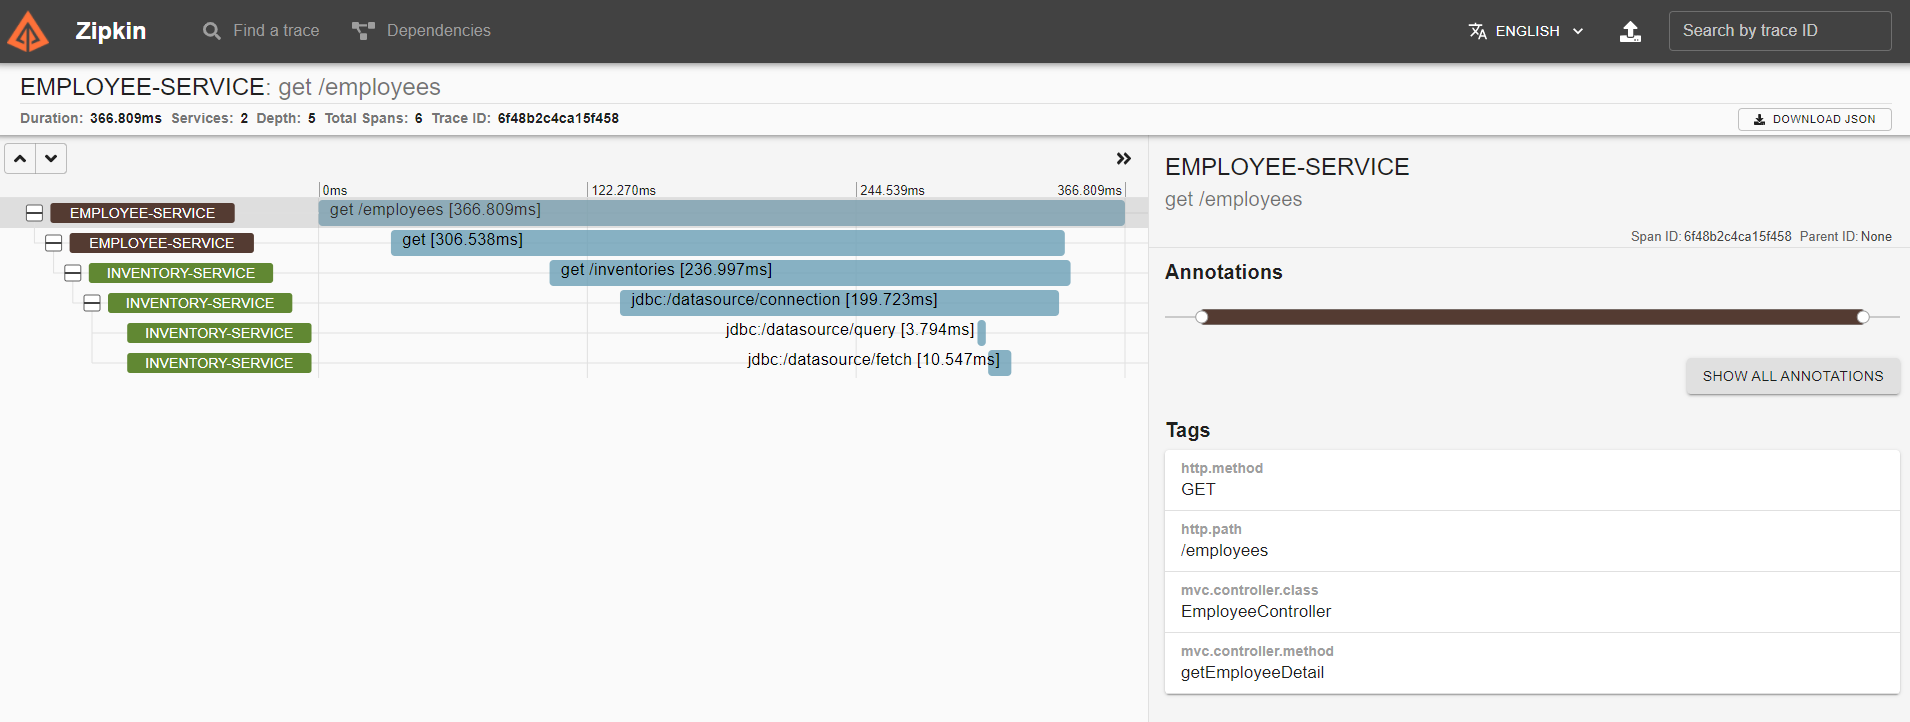 Zipkin
Find a trace
Dependencies
ENGLISH
Search by trace ID
EMPLOYEE-SERVICE: get /employees
Duration: 366.809ms Services: 2 Depth: 5 Total Spans: 6 Trace ID: 6f48b2c4ca15f458
DOWNLOAD JSON
0ms 122.270ms 244.539ms 366.809ms
EMPLOYEE-SERVICE get /employees [366.809ms]
EMPLOYEE-SERVICE get [306.538ms]
INVENTORY-SERVICE get /inventories [236.997ms]
INVENTORY-SERVICE jdbc:/datasource/connection [199.723ms]
INVENTORY-SERVICE jdbc:/datasource/query [3.794ms]
INVENTORY-SERVICE jdbc:/datasource/fetch [10.547ms]
EMPLOYEE-SERVICE
get /employees
Span ID: 6f48b2c4ca15f458 Parent ID: None
Annotations
SHOW ALL ANNOTATIONS
Tags
http.method
GET
http.path
/employees
mvc.controller.class
EmployeeController
mvc.controller.method
getEmployeeDetail